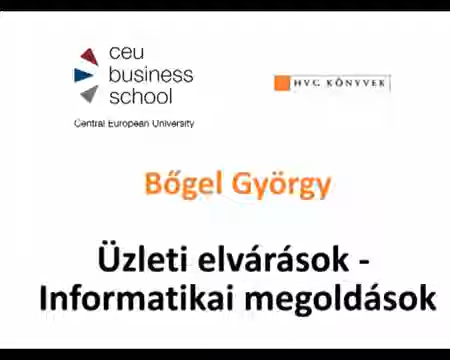 ceu
business
school
Central European University
HVG KÖNYVEK
Bőgel György
Üzleti elvárások -
Informatikai megoldások